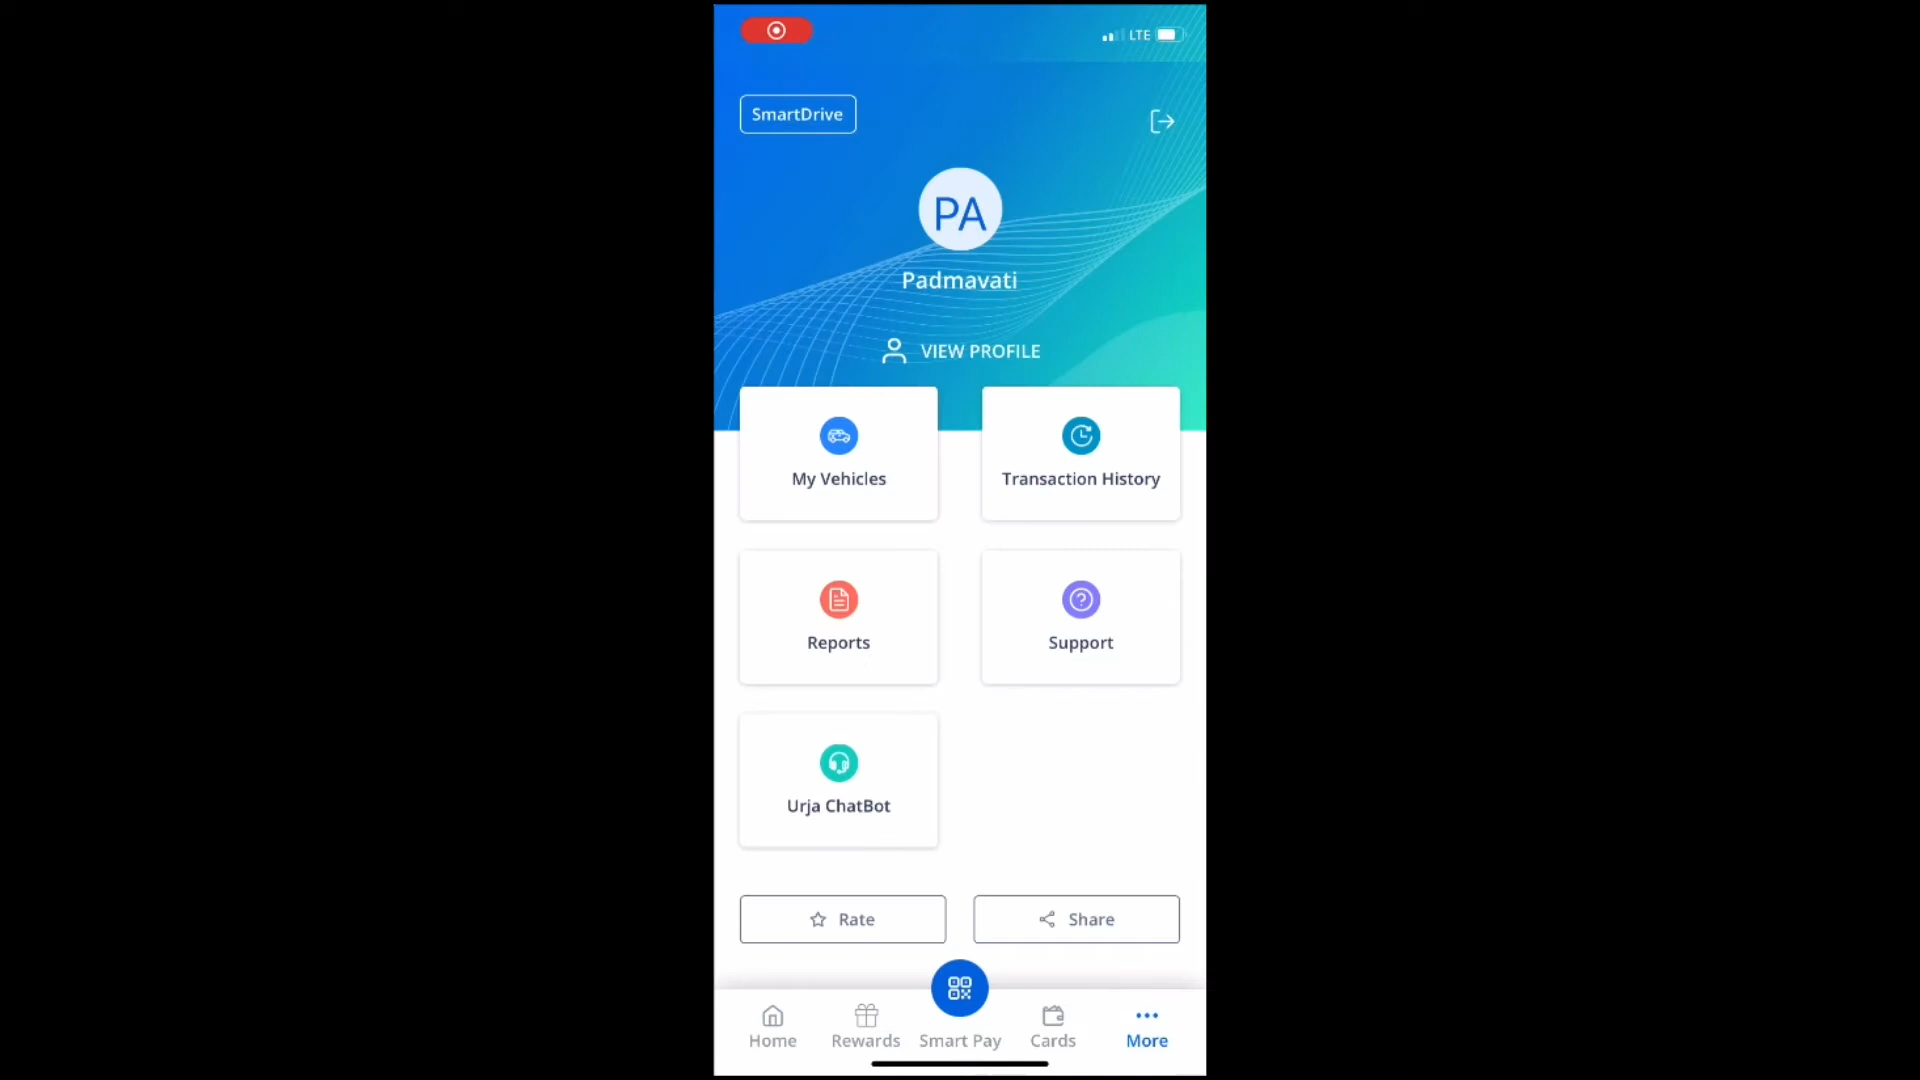 LTE
SmartDrive
PA
Padmavati
VIEW PROFILE
My Vehicles
Transaction History
Reports
Support
Urja ChatBot
Rate
Share
Home
Rewards
Smart Pay
Cards
More